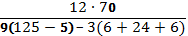 12 · 70
9(125 − 5) − 3(6 + 24 + 6)